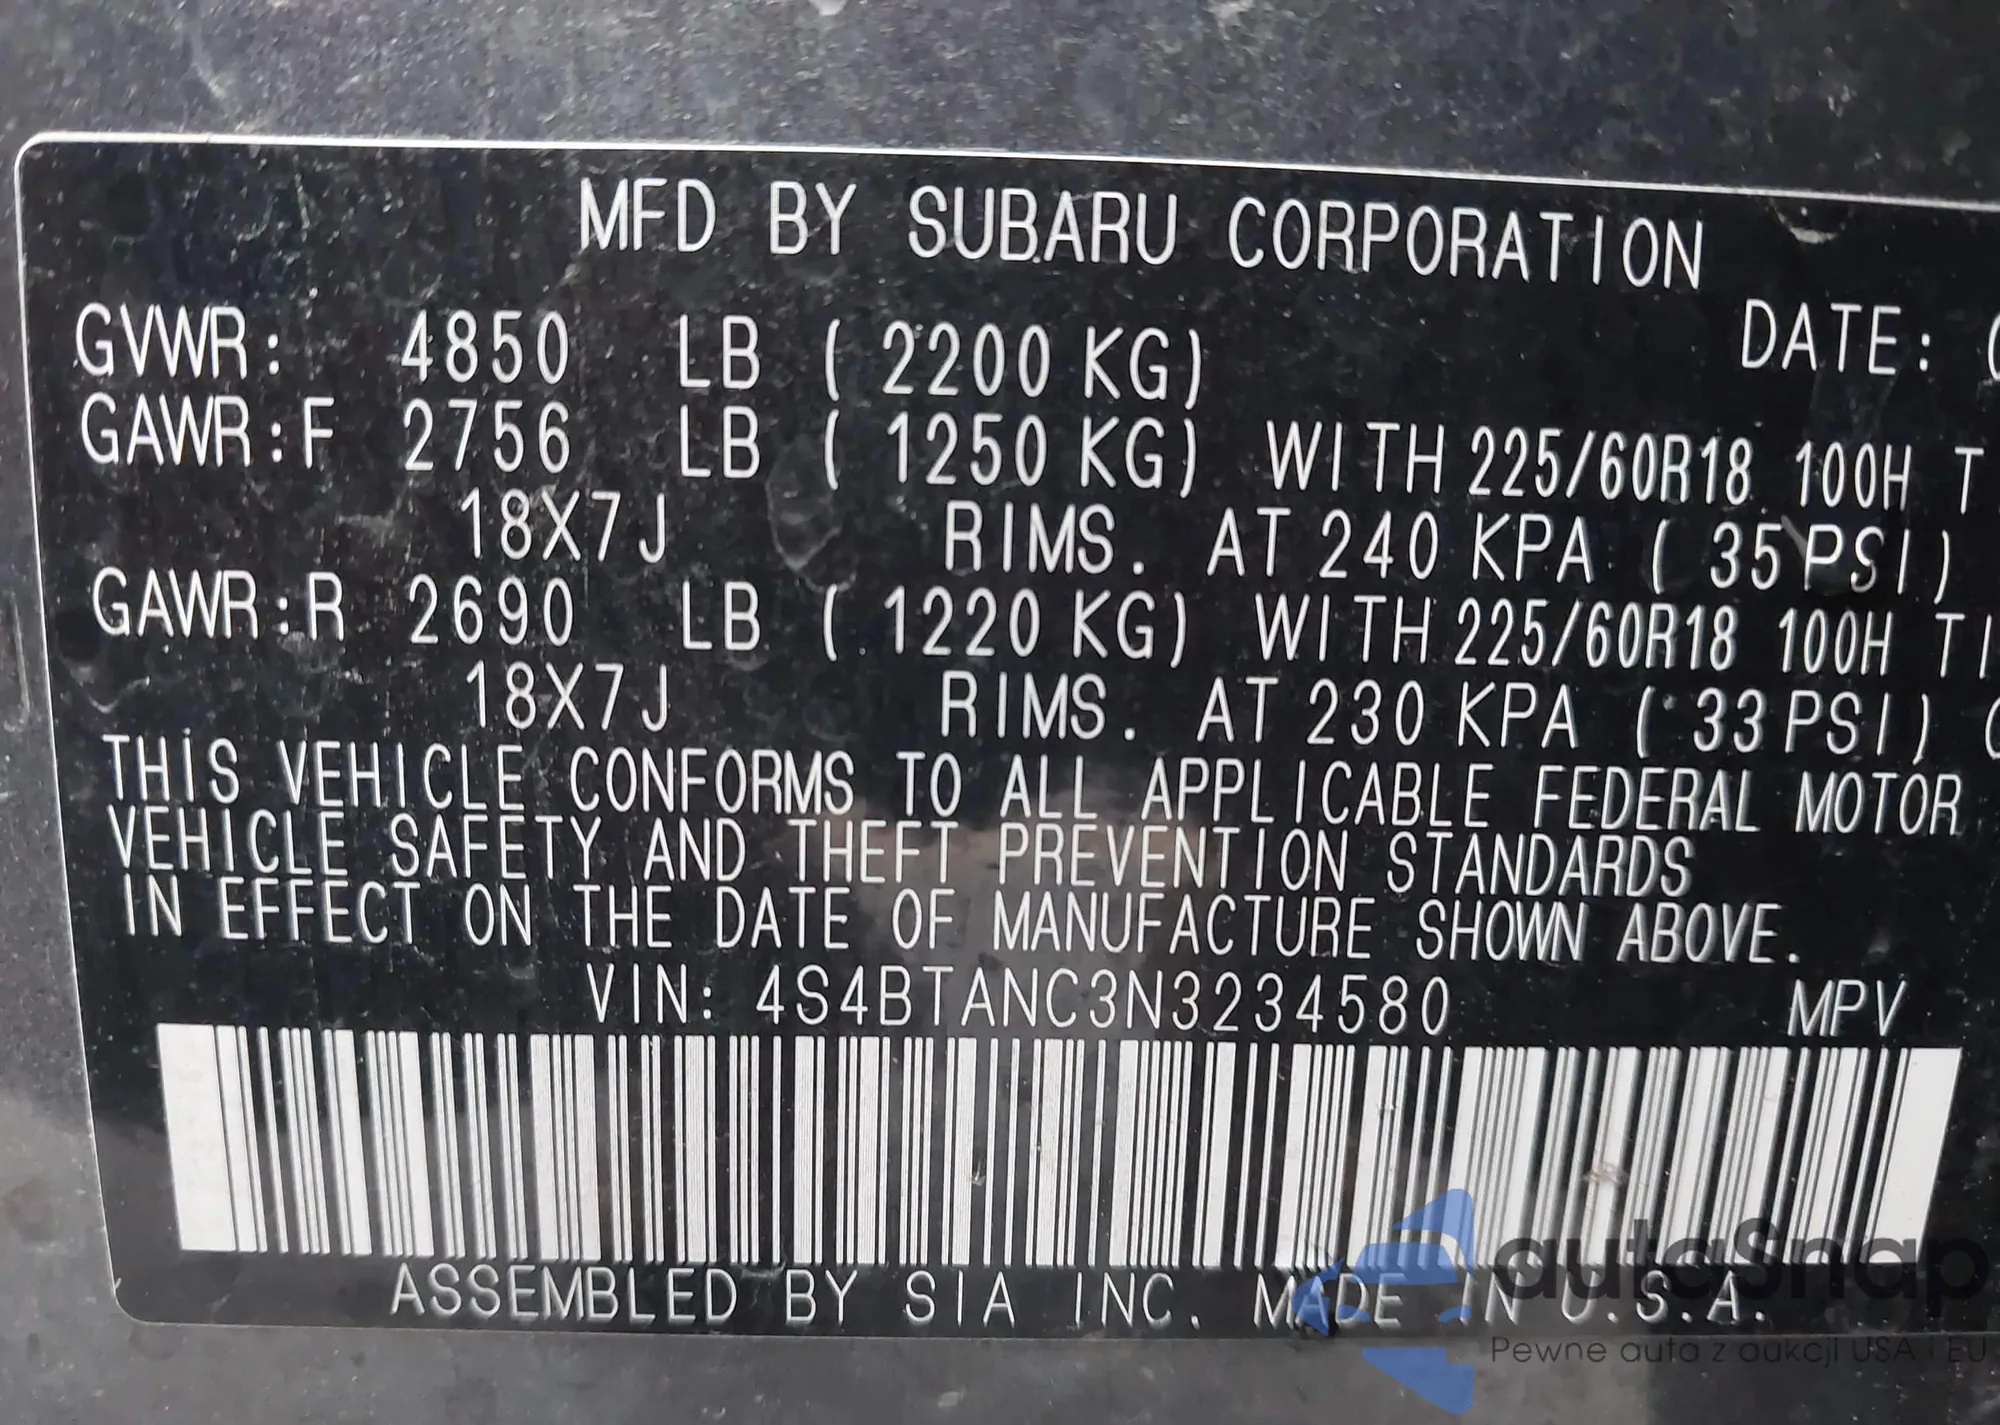 MFD BY SUBARU CORPORATION
GVWR: 4850 LB ( 2200 KG) DATE:
GAWR:F 2756 LB ( 1250 KG) WITH 225/60R18 100H T
18X7J RIMS. AT 240 KPA ( 35 PSI)
GAWR:R 2690 LB ( 1220 KG) WITH 225/60R18 100H TI
18X7J RIMS. AT 230 KPA ( 33 PSI)
THIS VEHICLE CONFORMS TO ALL APPLICABLE FEDERAL MOTOR
VEHICLE SAFETY AND THEFT PREVENTION STANDARDS
IN EFFECT ON THE DATE OF MANUFACTURE SHOWN ABOVE.
VIN: 4S4BTANC3N3234580 MPV
ASSEMBLED BY SIA INC. MADE IN U.S.A.
autoSnap
Pewne auta z aukcji USA i EU